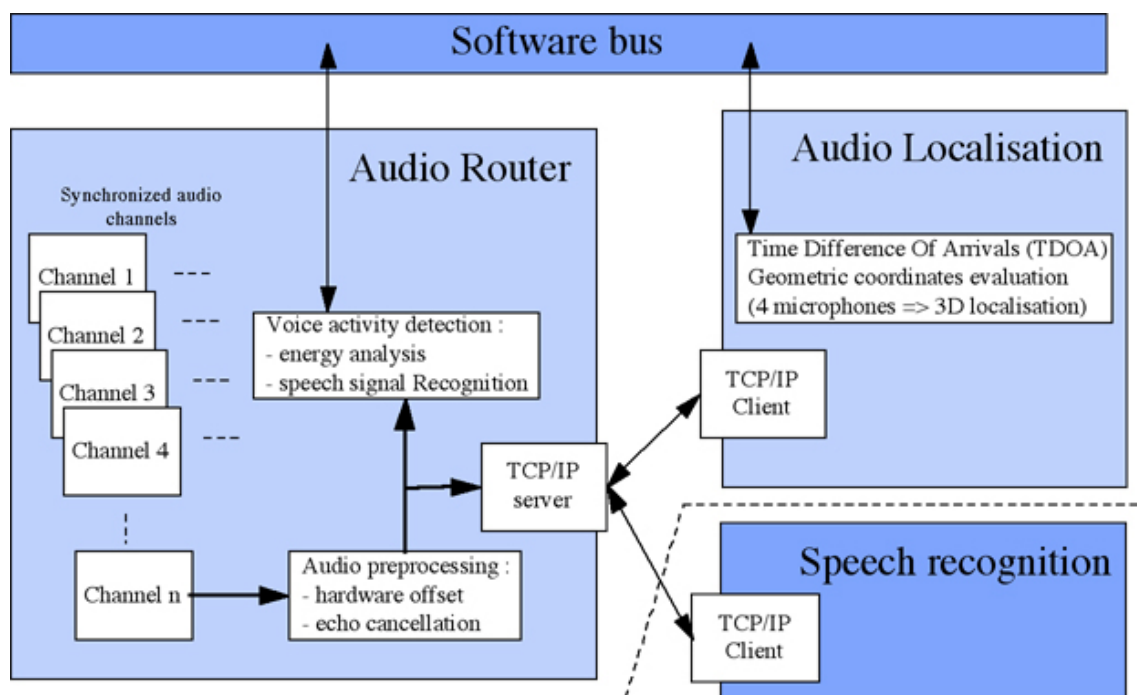 Software bus
Audio Router
Synchronized audio
channels
Channel 1
Channel 2
Channel 3
Channel 4
Channel n
Voice activity detection :
- energy analysis
- speech signal Recognition
TCP/IP
server
Audio preprocessing :
- hardware offset
- echo cancellation
Audio Localisation
Time Difference Of Arrivals (TDOA)
Geometric coordinates evaluation
(4 microphones => 3D localisation)
TCP/IP
Client
Speech recognition
TCP/IP
Client